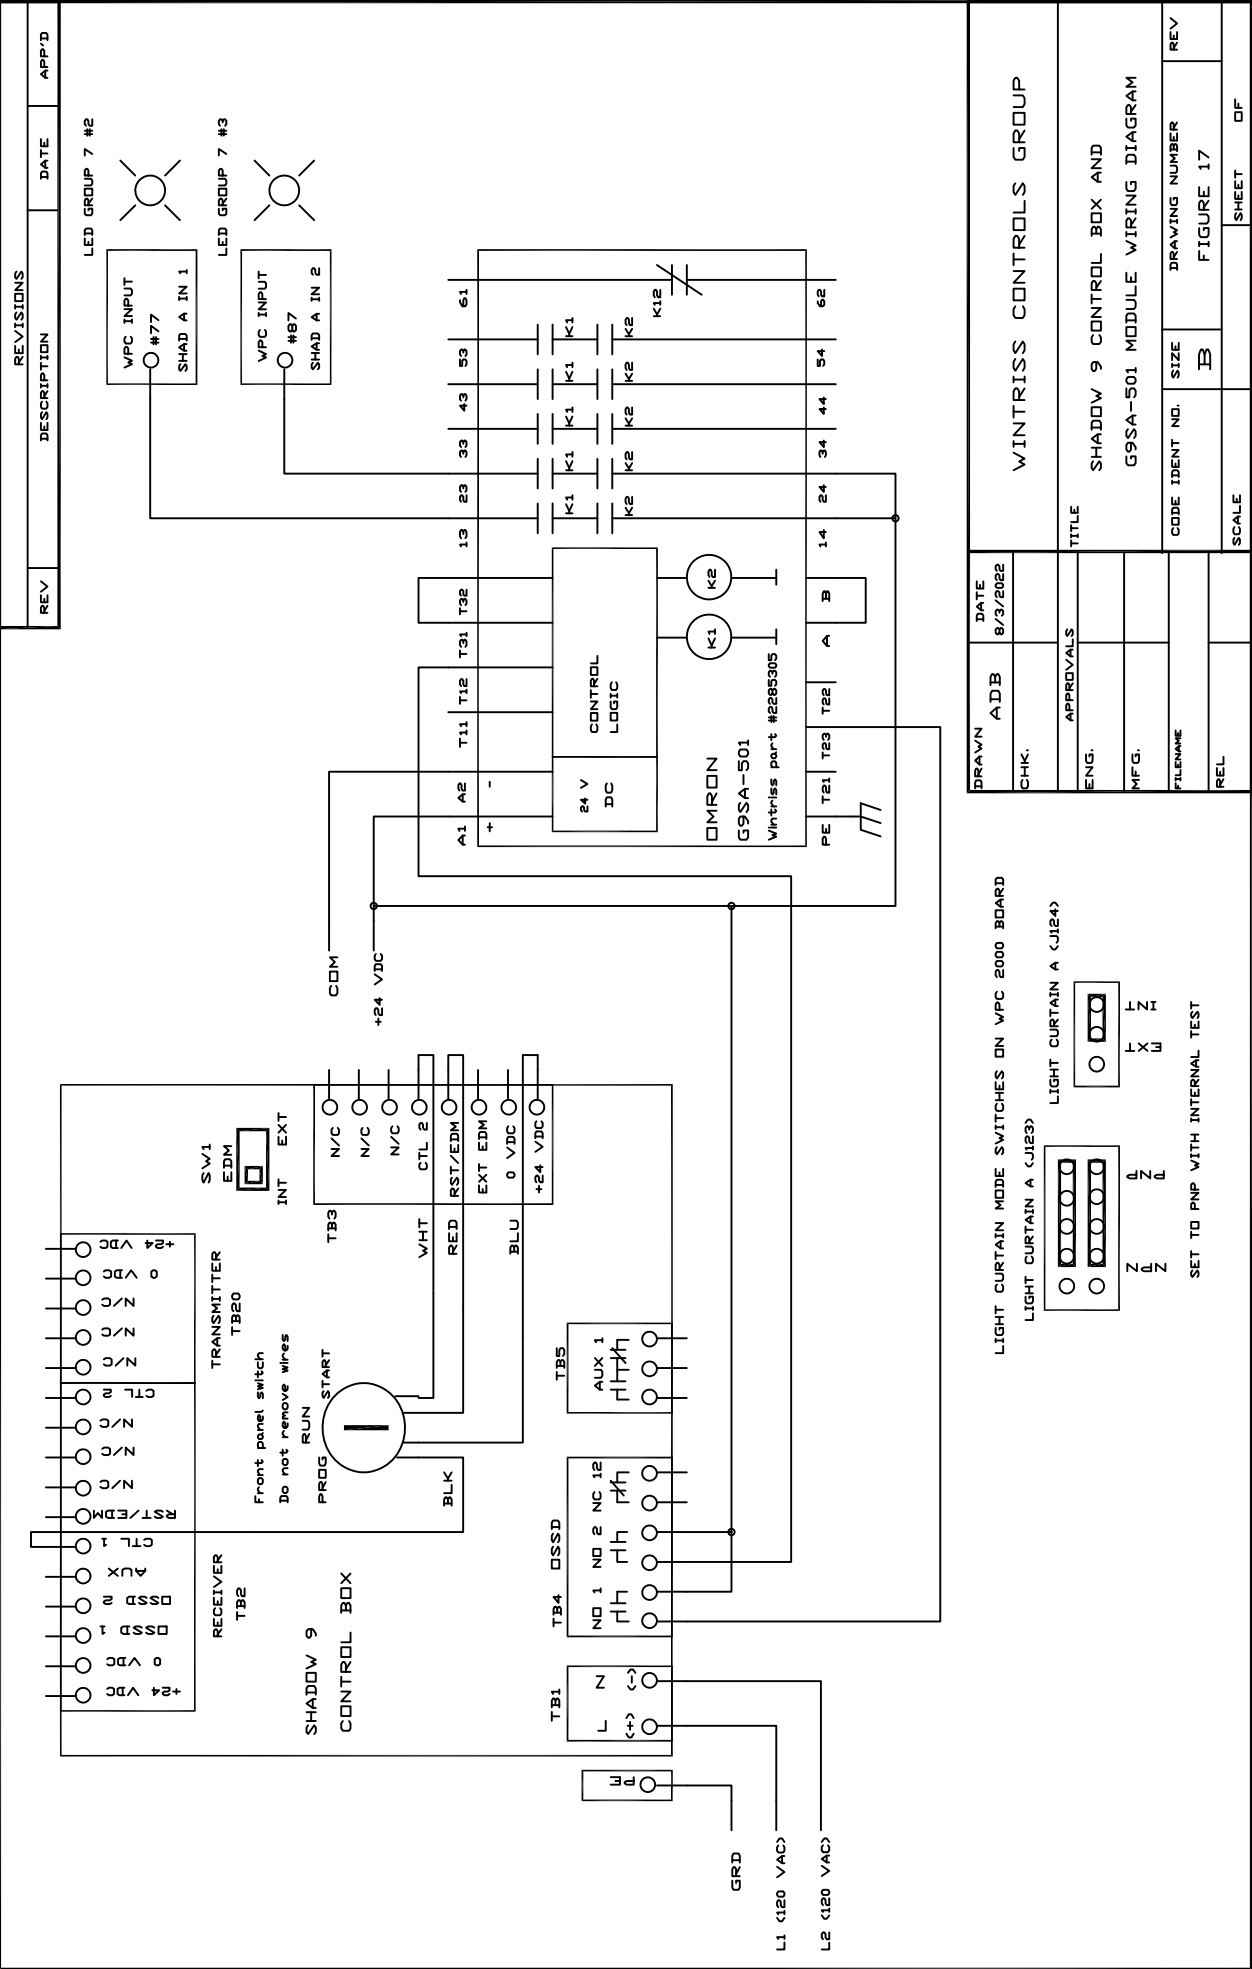 REVISIONS
REV
DESCRIPTION
DATE
APP'D
LED GROUP 7 #2
WPC INPUT
#77
SHAD A IN 1
LED GROUP 7 #3
WPC INPUT
#87
SHAD A IN 2
COM
+24 VDC
A1
A2
T11
T12
T31
T32
13
23
33
43
53
61
+
-
24 V
DC
CONTROL
LOGIC
K1
K2
K1
K1
K1
K1
K1
K2
K2
K2
K2
K2
K12
OMRON
G9SA-501
Wintriss part #2285305
PE
T21
T23
T22
A
B
14
24
34
44
54
62
+24 VDC
0 VDC
OSSD 1
OSSD 2
AUX
CTL 1
RST/EDM
N/C
N/C
N/C
CTL 2
N/C
N/C
N/C
0 VDC
+24 VDC
RECEIVER
TB2
TRANSMITTER
TB20
SW1
EDM
INT
EXT
Front panel switch
Do not remove wires
PROG
RUN
START
TB3
N/C
N/C
N/C
CTL 2
RST/EDM
EXT EDM
0 VDC
+24 VDC
WHT
RED
BLU
BLK
SHADOW 9
CONTROL BOX
TB1
L
(+)
N
(-)
TB4
OSSD
NO 1
NO 2
NC 12
TB5
AUX 1
PE
GRD
L1 (120 VAC)
L2 (120 VAC)
LIGHT CURTAIN MODE SWITCHES ON WPC 2000 BOARD
LIGHT CURTAIN A (J123)
NPN
PNP
LIGHT CURTAIN A (J124)
EXT
INT
SET TO PNP WITH INTERNAL TEST
DRAWN
ADB
DATE
8/3/2022
CHK.
APPROVALS
ENG.
MFG.
FILENAME
REL
WINTRISS CONTROLS GROUP
TITLE
SHADOW 9 CONTROL BOX AND
G9SA-501 MODULE WIRING DIAGRAM
CODE IDENT NO.
SIZE
B
DRAWING NUMBER
FIGURE 17
REV
SCALE
SHEET
OF